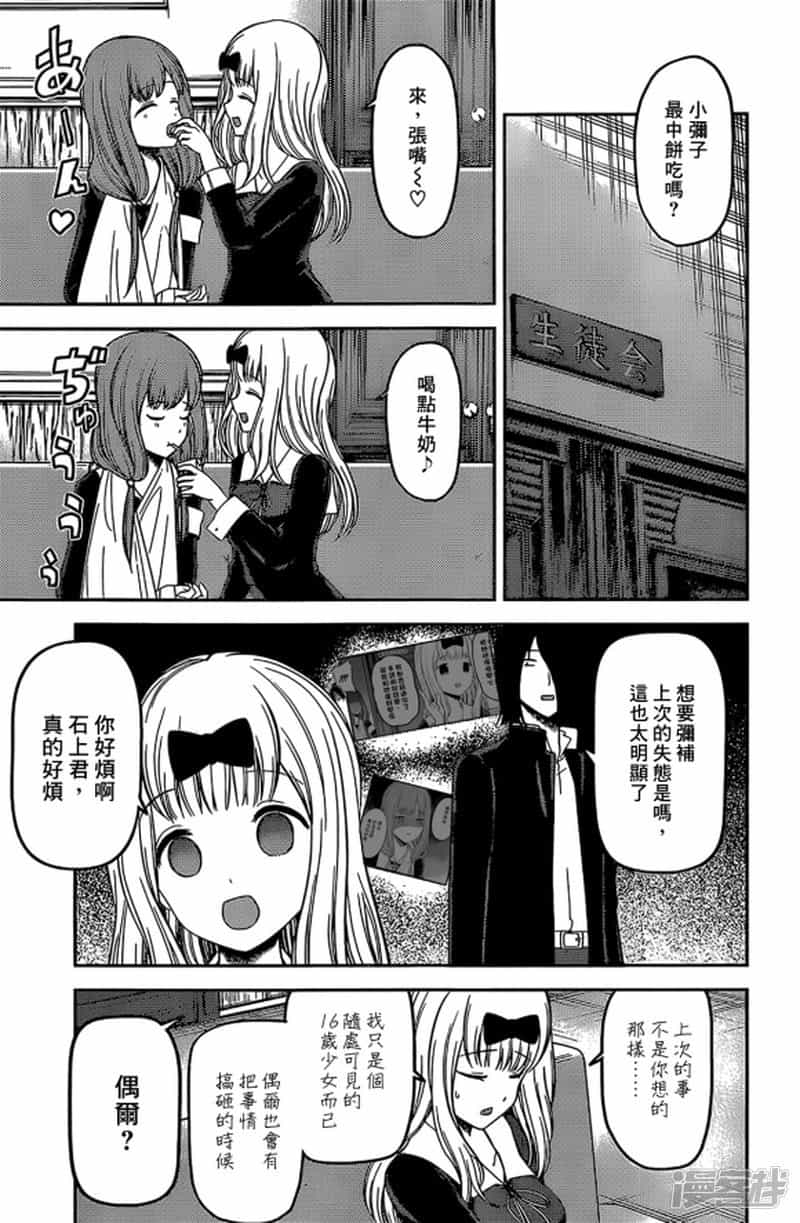 小彌子
最中餅吃嗎？
生徒会
來，張嘴～♡
あーん♡
喝點牛奶♪
ぢゅううう
想要彌補
上次的失態是嗎，
這也太明顯了
你好煩啊
石上君，
真的好煩
上次的事
不是你想的
那樣……
我只是個
隨處可見的
16歲少女而已
偶爾也會有
把事情
搞砸的時候
偶爾？
漫客栈